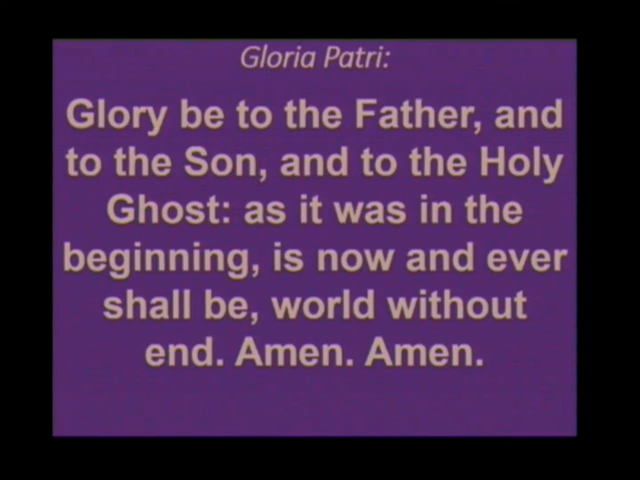 Gloria Patri:
Glory be to the Father, and
to the Son, and to the Holy
Ghost: as it was in the
beginning, is now and ever
shall be, world without
end. Amen. Amen.